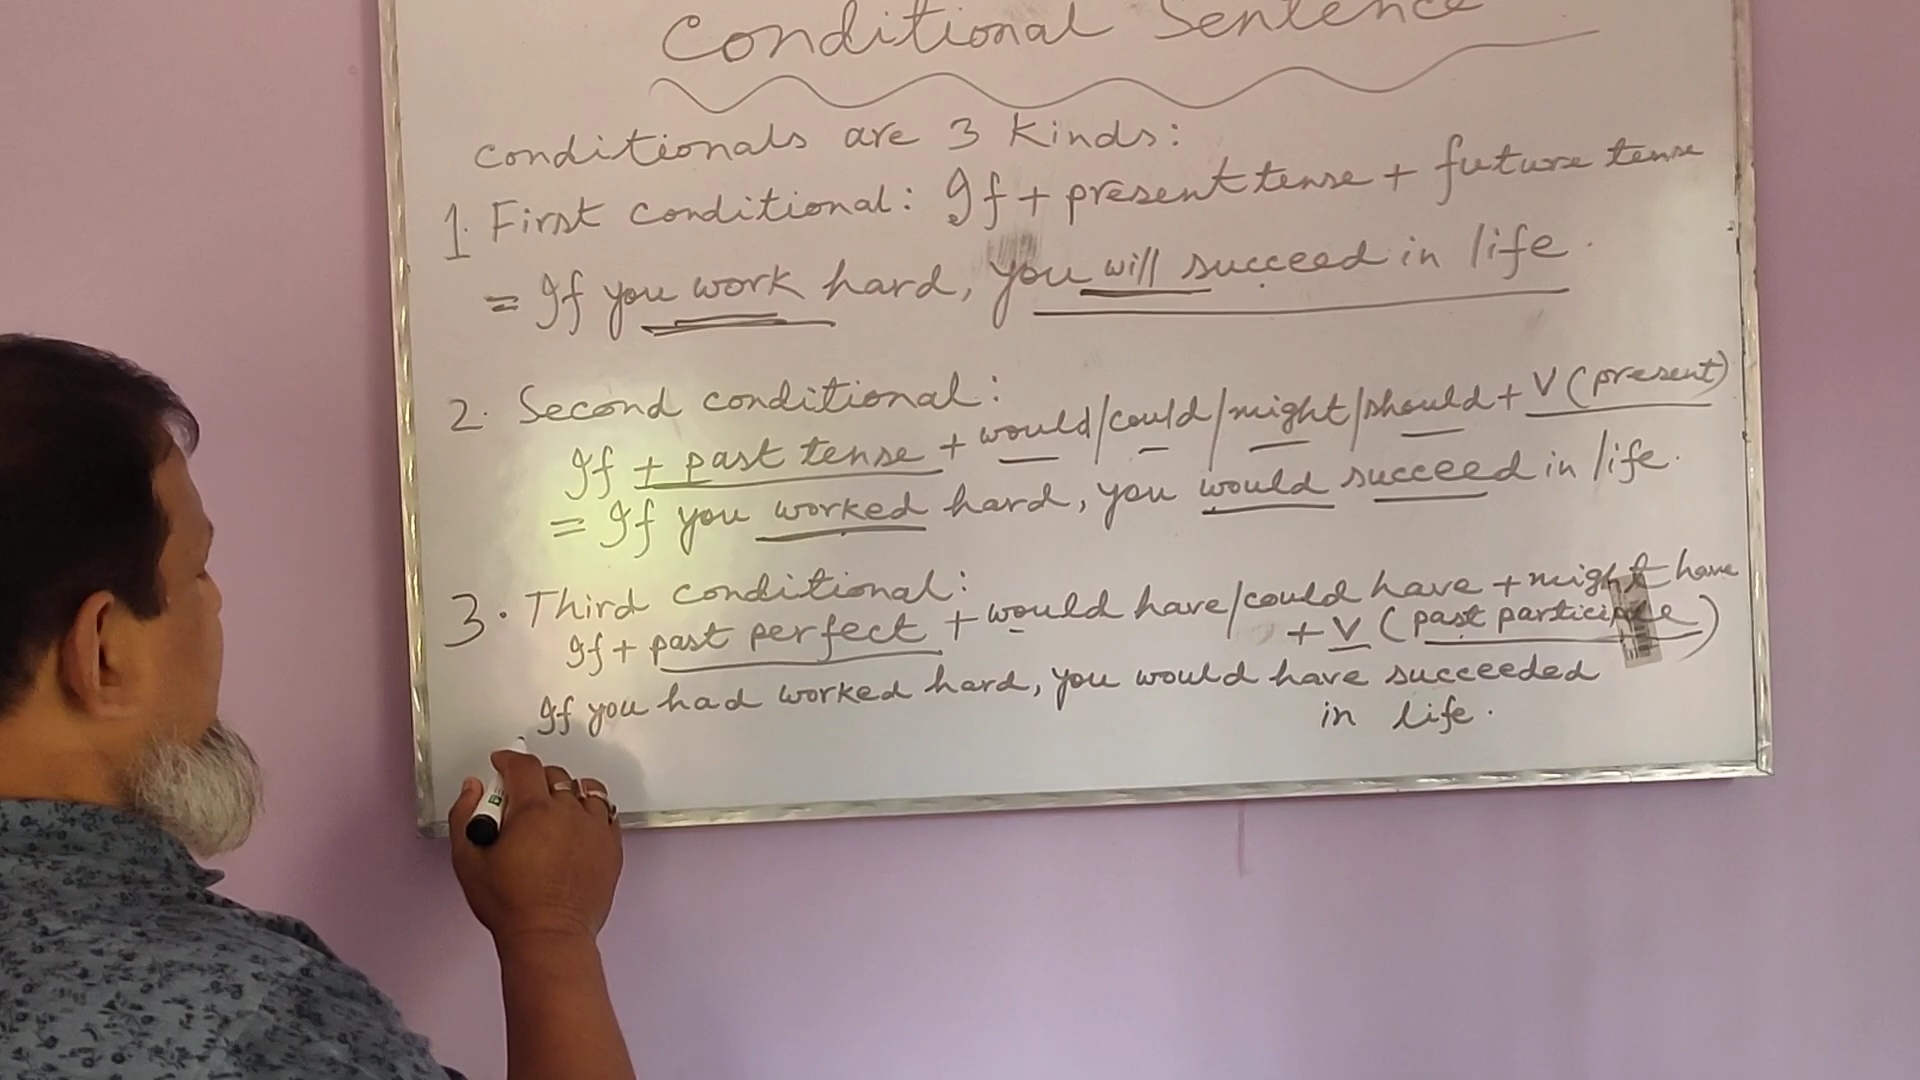 Conditional Sentence
Conditionals are 3 kinds:
1. First conditional: If + present tense + future tense
= If you work hard, you will succeed in life.
2. Second conditional:
If + past tense + would/could/might/should + V (present)
= If you worked hard, you would succeed in life.
3. Third conditional:
If + past perfect + would have/could have + might have
+ V (past participle)
If you had worked hard, you would have succeeded
in life.